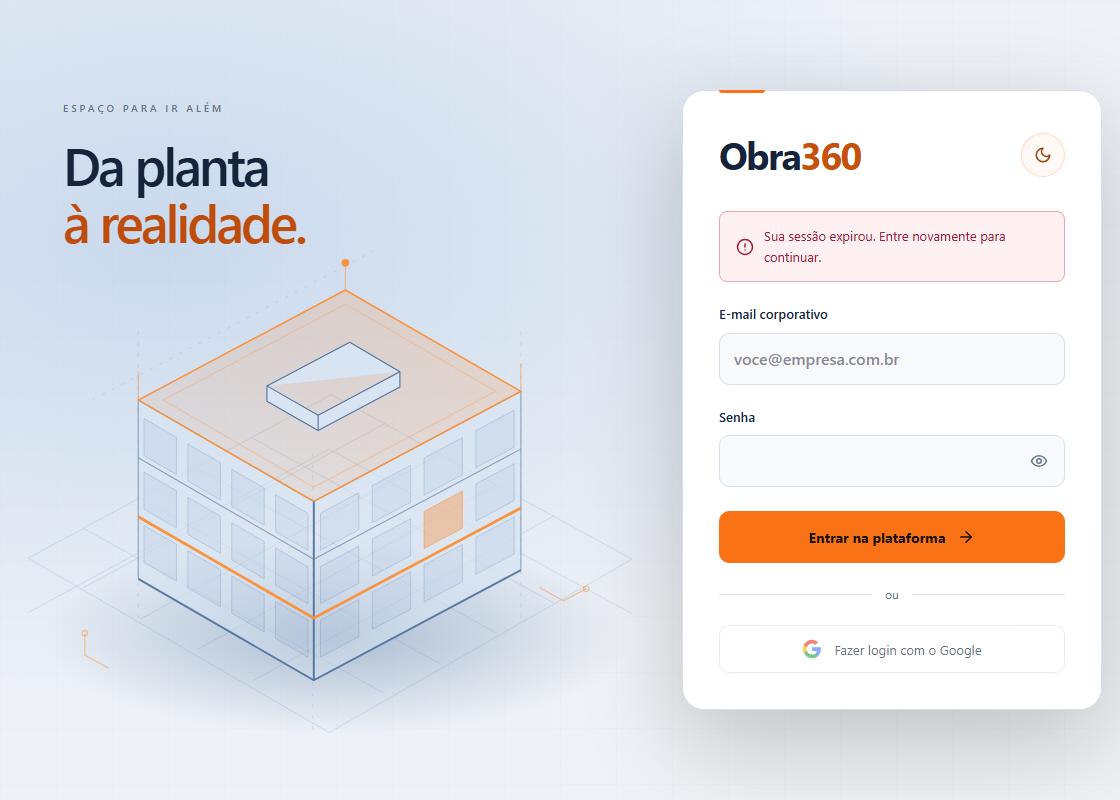 ESPAÇO PARA IR ALÉM
Da planta
à realidade.
Obra360
Sua sessão expirou. Entre novamente para
continuar.
E-mail corporativo
voce@empresa.com.br
Senha
Entrar na plataforma
ou
Fazer login com o Google